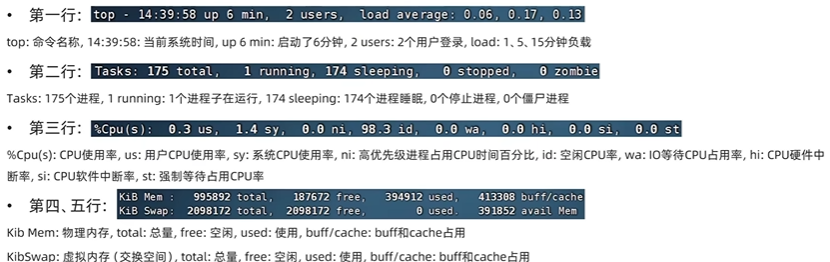 • 第一行: top - 14:39:58 up 6 min,  2 users,  load average: 0.06, 0.17, 0.13
top: 命令名称, 14:39:58: 当前系统时间, up 6 min: 启动了6分钟, 2 users: 2个用户登录, load: 1、5、15分钟负载
• 第二行: Tasks: 175 total,   1 running, 174 sleeping,   0 stopped,   0 zombie
Tasks: 175个进程, 1 running: 1个进程子在运行, 174 sleeping: 174个进程睡眠, 0个停止进程, 0个僵尸进程
• 第三行: %Cpu(s):  0.3 us,  1.4 sy,  0.0 ni, 98.3 id,  0.0 wa,  0.0 hi,  0.0 si,  0.0 st
%Cpu(s): CPU使用率, us: 用户CPU使用率, sy: 系统CPU使用率, ni: 高优先级进程占用CPU时间百分比, id: 空闲CPU率, wa: IO等待CPU占用率, hi: CPU硬件中
断率, si: CPU软件中断率, st: 强制等待占用CPU率
• 第四、五行: KiB Mem :   995892 total,   187672 free,   394912 used,   413308 buff/cache
KiB Swap:  2098172 total,  2098172 free,        0 used.   391852 avail Mem
Kib Mem: 物理内存, total: 总量, free: 空闲, used: 使用, buff/cache: buff和cache占用
KibSwap: 虚拟内存（交换空间）, total: 总量, free: 空闲, used: 使用, buff/cache: buff和cache占用